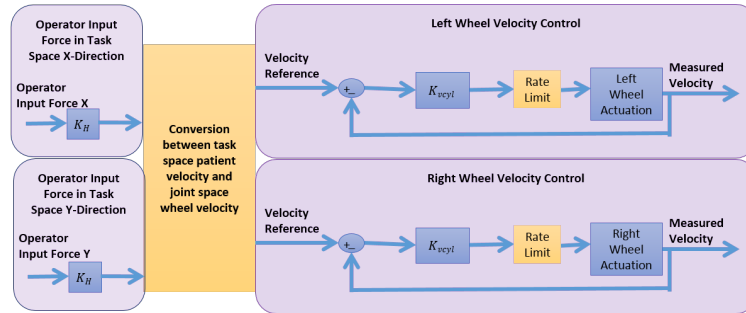 Operator Input
Force in Task
Space X-Direction
Operator
Input Force X
K_H
Operator Input
Force in Task
Space Y-Direction
Operator
Input Force Y
K_H
Conversion
between task
space patient
velocity and
joint space
wheel velocity
Left Wheel Velocity Control
Velocity
Reference
+_
K_vcyl
Rate
Limit
Left
Wheel
Actuation
Measured
Velocity
Right Wheel Velocity Control
Velocity
Reference
+_
K_vcyl
Rate
Limit
Right
Wheel
Actuation
Measured
Velocity